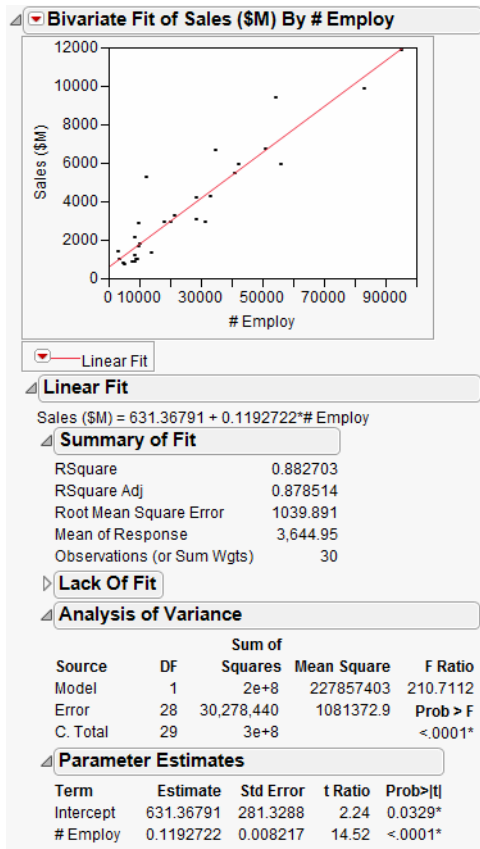 Bivariate Fit of Sales ($M) By # Employ
12000
10000
8000
6000
4000
2000
0
Sales ($M)
0 10000 30000 50000 70000 90000
# Employ
Linear Fit
Linear Fit
Sales ($M) = 631.36791 + 0.1192722*# Employ
Summary of Fit
RSquare 0.882703
RSquare Adj 0.878514
Root Mean Square Error 1039.891
Mean of Response 3,644.95
Observations (or Sum Wgts) 30
Lack Of Fit
Analysis of Variance
Sum of
Source DF Squares Mean Square F Ratio
Model 1 2e+8 227857403 210.7112
Error 28 30,278,440 1081372.9 Prob > F
C. Total 29 3e+8 <.0001*
Parameter Estimates
Term Estimate Std Error t Ratio Prob>|t|
Intercept 631.36791 281.3288 2.24 0.0329*
# Employ 0.1192722 0.008217 14.52 <.0001*